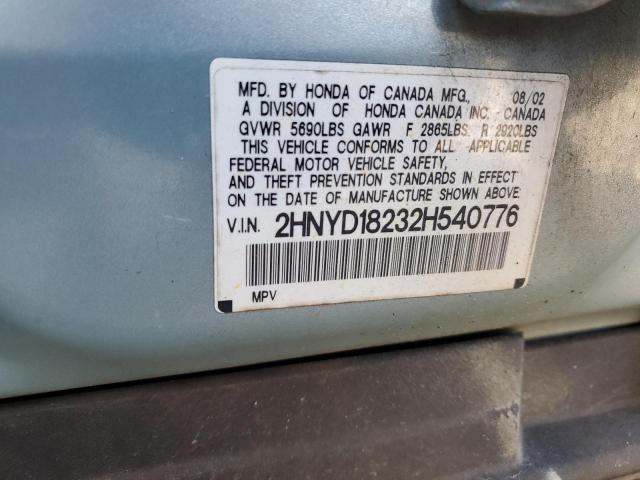 MFD. BY HONDA OF CANADA MFG., 08/02
A DIVISION OF HONDA CANADA INC. CANADA
GVWR 5690LBS GAWR F 2865LBS. R 2920LBS
THIS VEHICLE CONFORMS TO ALL APPLICABLE
FEDERAL MOTOR VEHICLE SAFETY,
AND THEFT PREVENTION STANDARDS IN EFFECT
ON THE DATE OF MANUFACTURE SHOWN ABOVE.
V.I.N. 2HNYD18232H540776
MPV